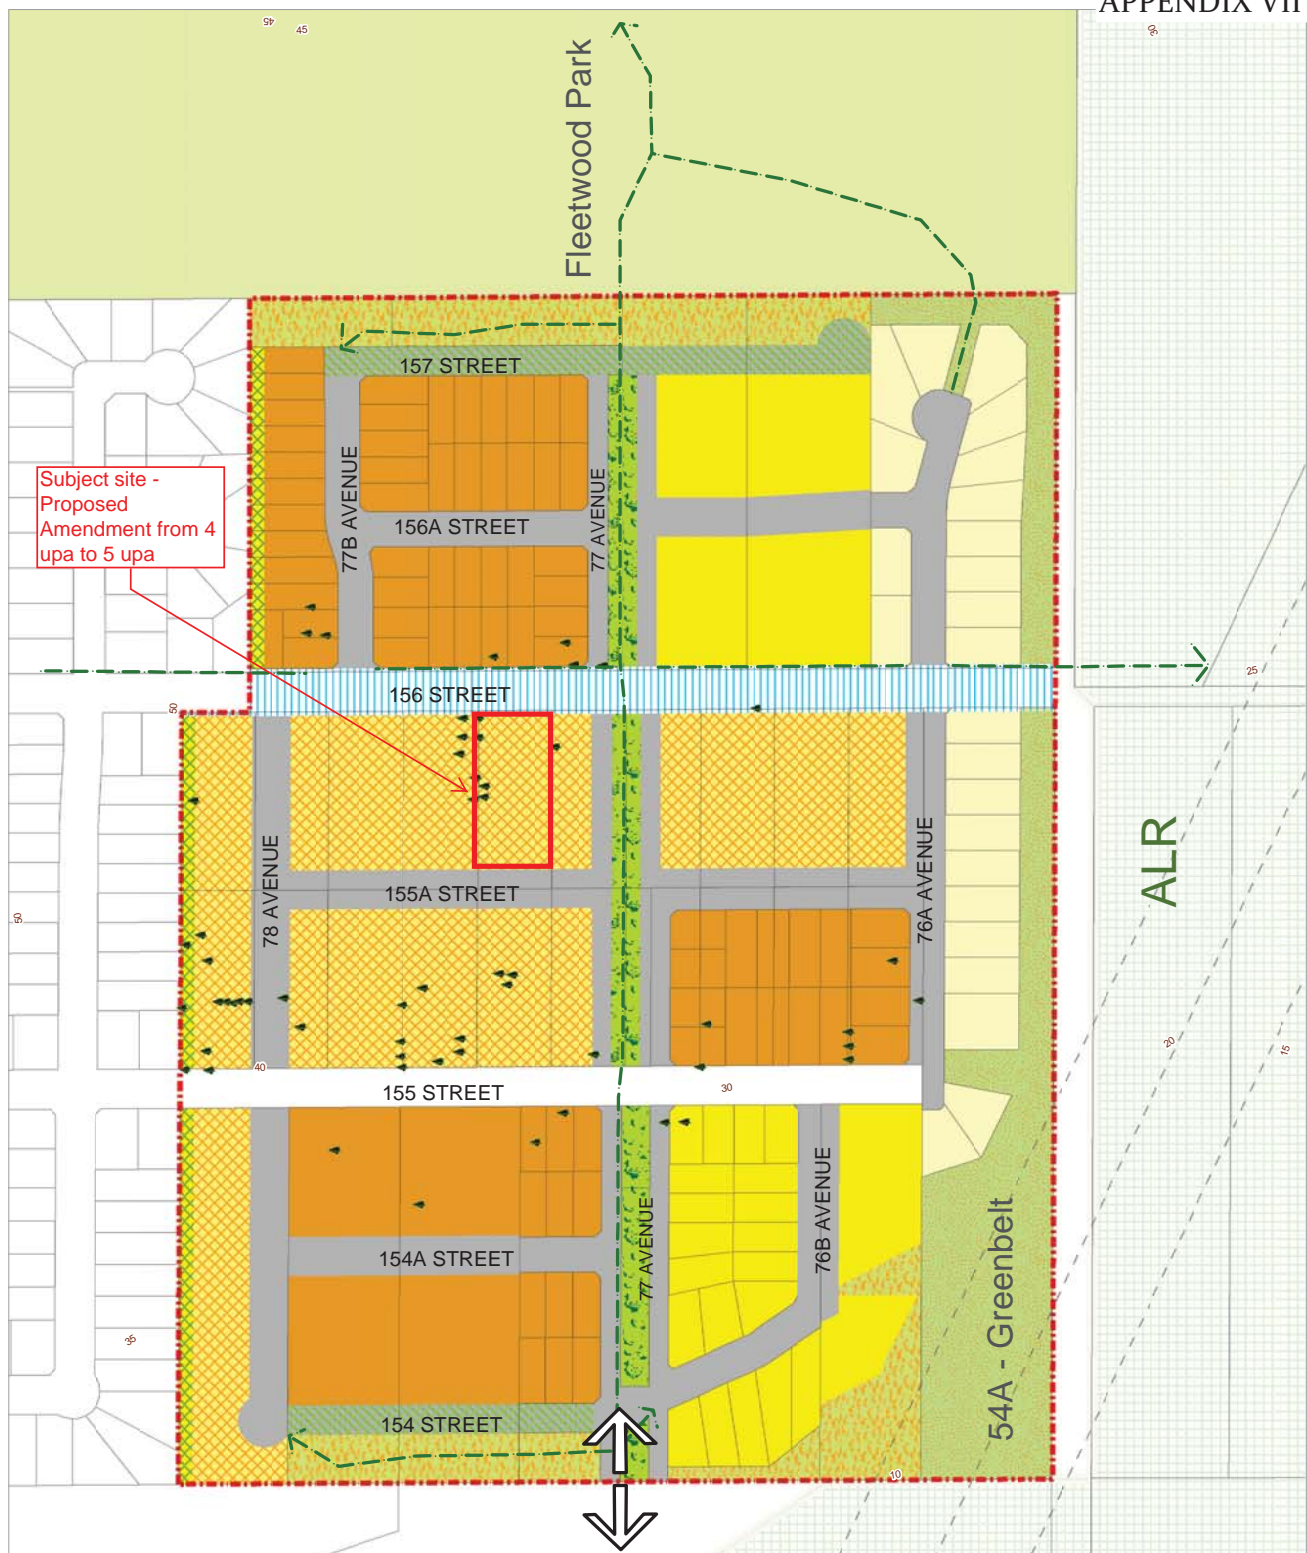 APPENDIX VII
45
45
30
Fleetwood Park
157 STREET
Subject site -
Proposed
Amendment from 4
upa to 5 upa
77B AVENUE
156A STREET
77 AVENUE
25
156 STREET
50
ALR
78 AVENUE
155A STREET
76A AVENUE
50
40
155 STREET
30
20
15
77 AVENUE
76B AVENUE
154A STREET
54A - Greenbelt
35
154 STREET
10